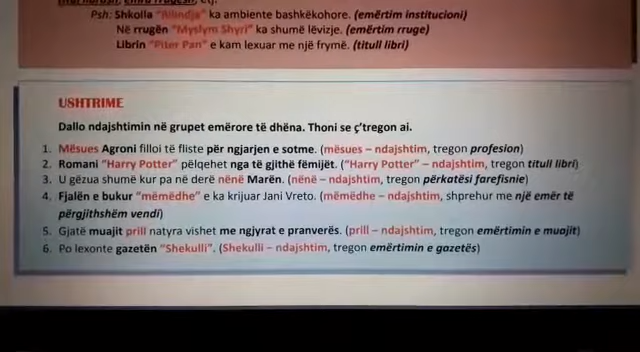 Psh: Shkolla "Rilindja" ka ambiente bashkëkohore. (emërtim institucioni)
Në rrugën "Myslym Shyri" ka shumë lëvizje. (emërtim rruge)
Librin "Piter Pan" e kam lexuar me një frymë. (titull libri)
USHTRIME
Dallo ndajshtimin në grupet emërore të dhëna. Thoni se ç'tregon ai.
1. Mësues Agroni filloi të fliste për ngjarjen e sotme. (mësues – ndajshtim, tregon profesion)
2. Romani "Harry Potter" pëlqehet nga të gjithë fëmijët. ("Harry Potter" – ndajshtim, tregon titull libri)
3. U gëzua shumë kur pa në derë nënë Marën. (nënë – ndajshtim, tregon përkatësi farefisnie)
4. Fjalën e bukur "mëmëdhe" e ka krijuar Jani Vreto. (mëmëdhe – ndajshtim, shprehur me një emër të
përgjithshëm vendi)
5. Gjatë muajit prill natyra vishet me ngjyrat e pranverës. (prill – ndajshtim, tregon emërtimin e muajit)
6. Po lexonte gazetën "Shekulli". (Shekulli – ndajshtim, tregon emërtimin e gazetës)